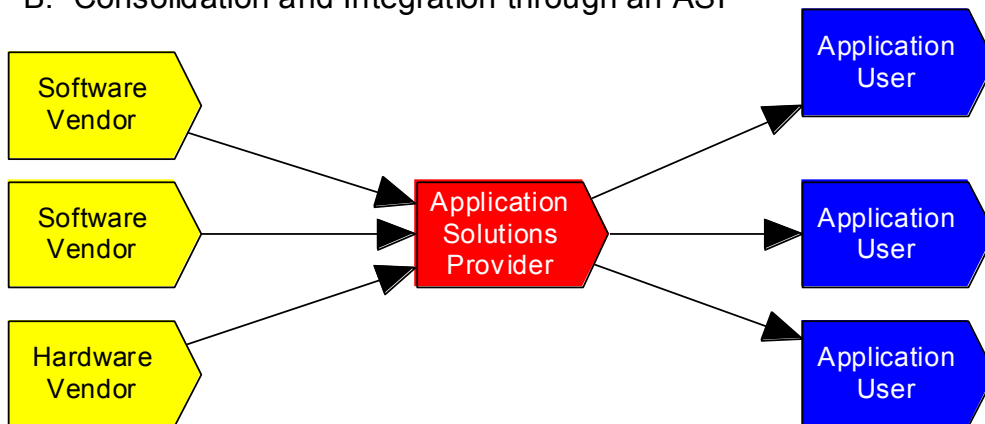 B. Consolidation and Integration through an ASP
Software
Vendor
Software
Vendor
Hardware
Vendor
Application
Solutions
Provider
Application
User
Application
User
Application
User